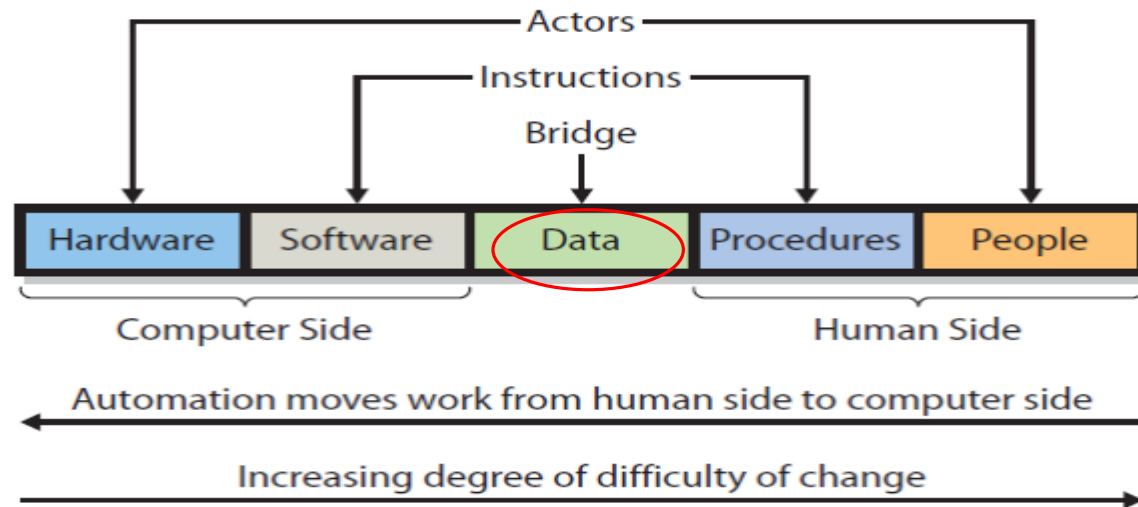 Actors
Instructions
Bridge
Hardware Software Data Procedures People
Computer Side Human Side
Automation moves work from human side to computer side
Increasing degree of difficulty of change